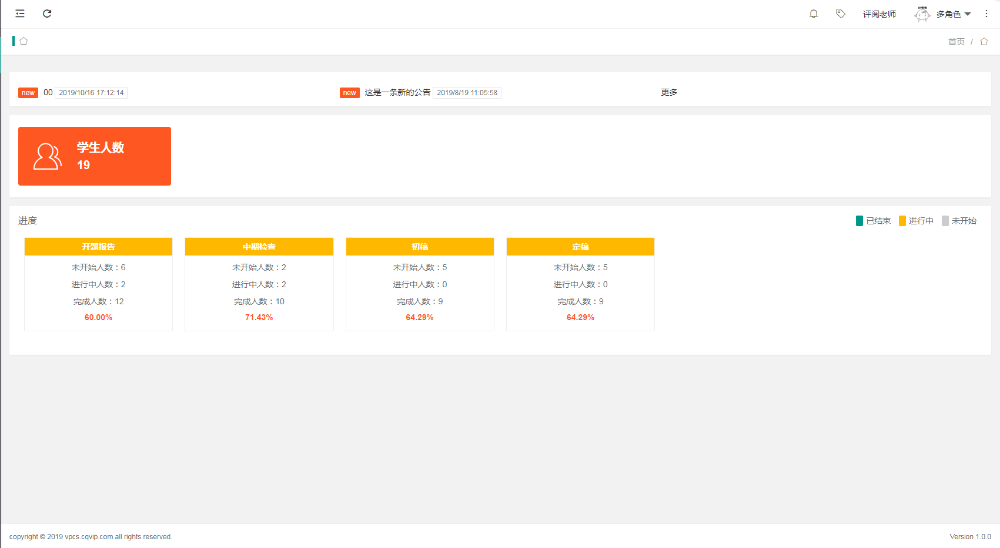 评阅老师 多角色
首页 /
new 00 2019/10/16 17:12:14 new 这是一条新的公告 2019/8/19 11:05:58 更多
学生人数
19
进度 已结束 进行中 未开始
开题报告
未开始人数：6
进行中人数：2
完成人数：12
60.00%
中期检查
未开始人数：2
进行中人数：2
完成人数：10
71.43%
初稿
未开始人数：5
进行中人数：0
完成人数：9
64.29%
定稿
未开始人数：5
进行中人数：0
完成人数：9
64.29%
copyright © 2019 vpcs.cqvip.com all rights reserved. Version 1.0.0